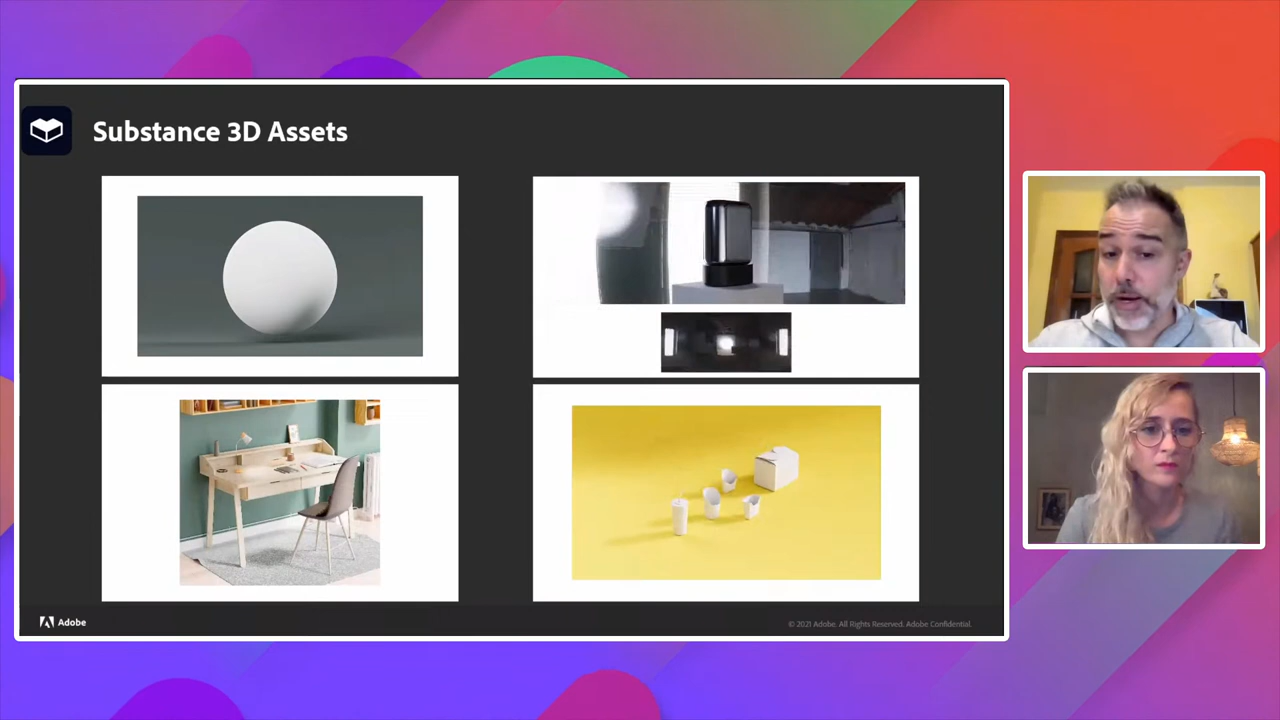 Substance 3D Assets
Adobe
© 2021 Adobe. All Rights Reserved. Adobe Confidential.